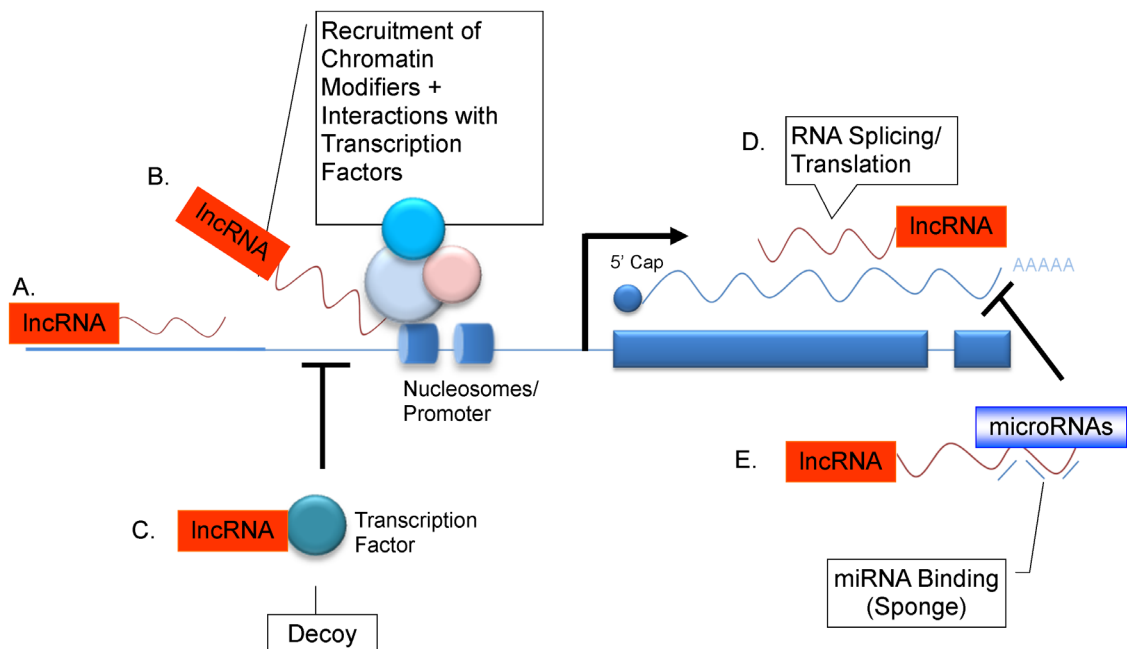 Recruitment of
Chromatin
Modifiers +
Interactions with
Transcription
Factors
B.
lncRNA
A.
lncRNA
Nucleosomes/
Promoter
C.
lncRNA
Transcription
Factor
Decoy
D.
RNA Splicing/
Translation
lncRNA
5' Cap
AAAAA
microRNAs
E.
lncRNA
miRNA Binding
(Sponge)